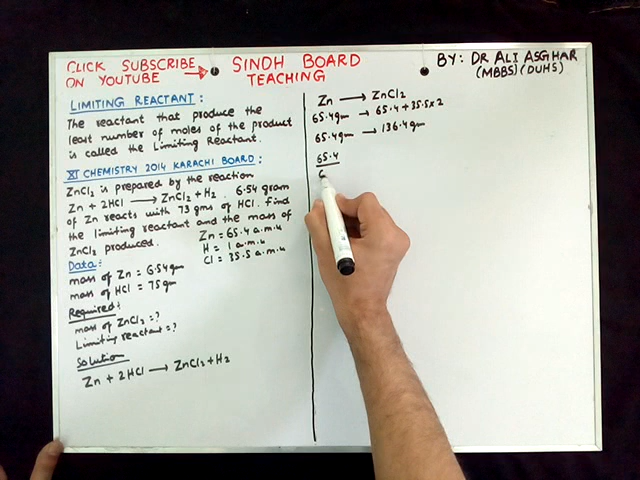 CLICK SUBSCRIBE
ON YOUTUBE →
SINDH BOARD
TEACHING
BY: DR ALI ASGHAR
(MBBS)(DUHS)
LIMITING REACTANT:
The reactant that produce the
least number of moles of the product
is called the Limiting Reactant.
XI CHEMISTRY 2014 KARACHI BOARD:
ZnCl2 is prepared by the reaction
Zn + 2HCl → ZnCl2 + H2. 6.54 gram
of Zn reacts with 73 gms of HCl. find
the limiting reactant and the mass of
ZnCl2 produced.
Zn = 65.4 a.m.u
H = 1 a.m.u
Cl = 35.5 a.m.u
Data:
mass of Zn = 6.54gm
mass of HCl = 75gm
Required:
mass of ZnCl2 = ?
Limiting reactant = ?
Solution
Zn + 2HCl → ZnCl2 + H2
Zn → ZnCl2
65.4gm → 65.4 + 35.5 x 2
65.4gm → 136.4gm
65.4